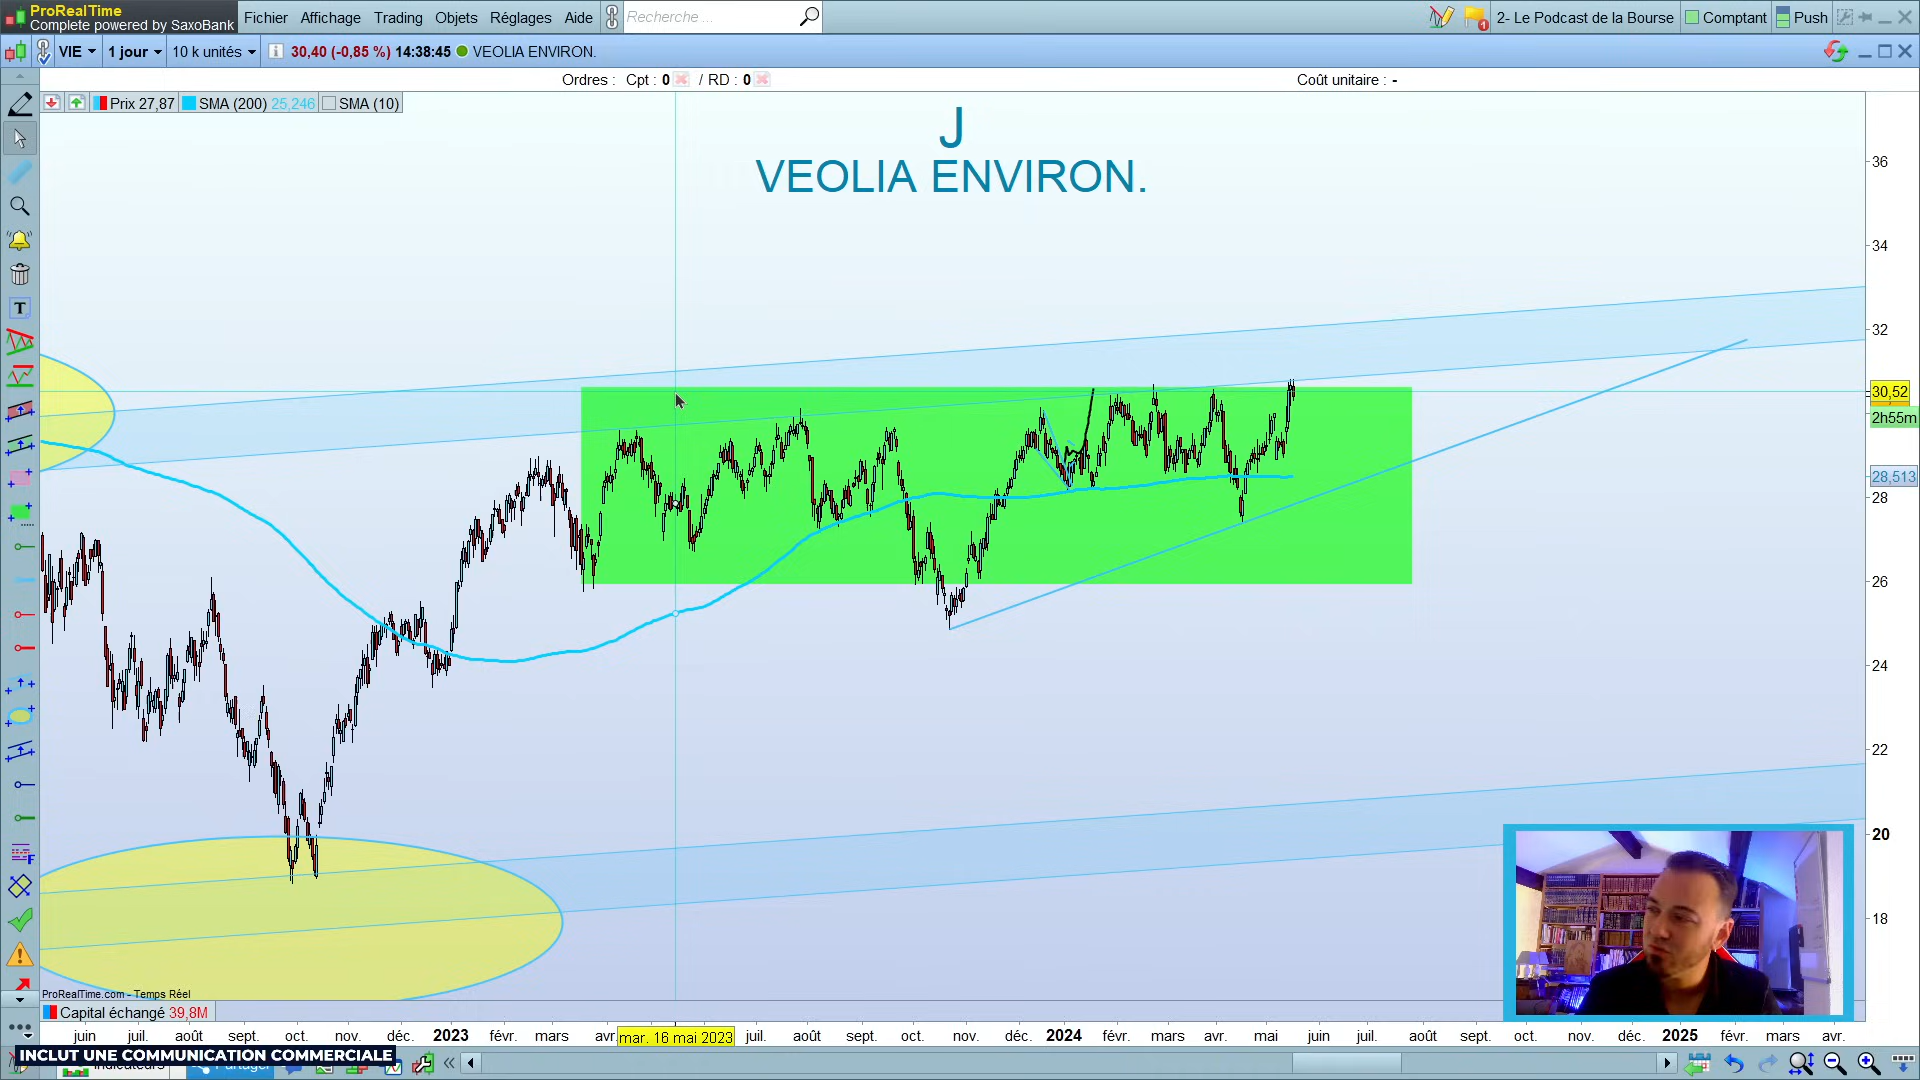 ProRealTime
Complete powered by SaxoBank
Fichier Affichage Trading Objets Réglages Aide
Recherche ...
2- Le Podcast de la Bourse Comptant Push
VIE 1 jour 10 k unités 30,40 (-0,85 %) 14:38:45 VEOLIA ENVIRON.
Ordres : Cpt : 0 / RD : 0 Coût unitaire : -
Prix 27,87 SMA (200) 25,246 SMA (10)
J
VEOLIA ENVIRON.
36
34
32
30,52
2h55m
28,513
28
26
24
22
20
18
ProRealTime.com - Temps Réel
Capital échangé 39,8M
juin juil. août sept. oct. nov. déc. 2023 févr. mars avr. mar. 16 mai 2023 juil. août sept. oct. nov. déc. 2024 févr. mars avr. mai juin juil. août sept. oct. nov. déc. 2025 févr. mars avr.
INCLUT UNE COMMUNICATION COMMERCIALE
Indicateurs Partager